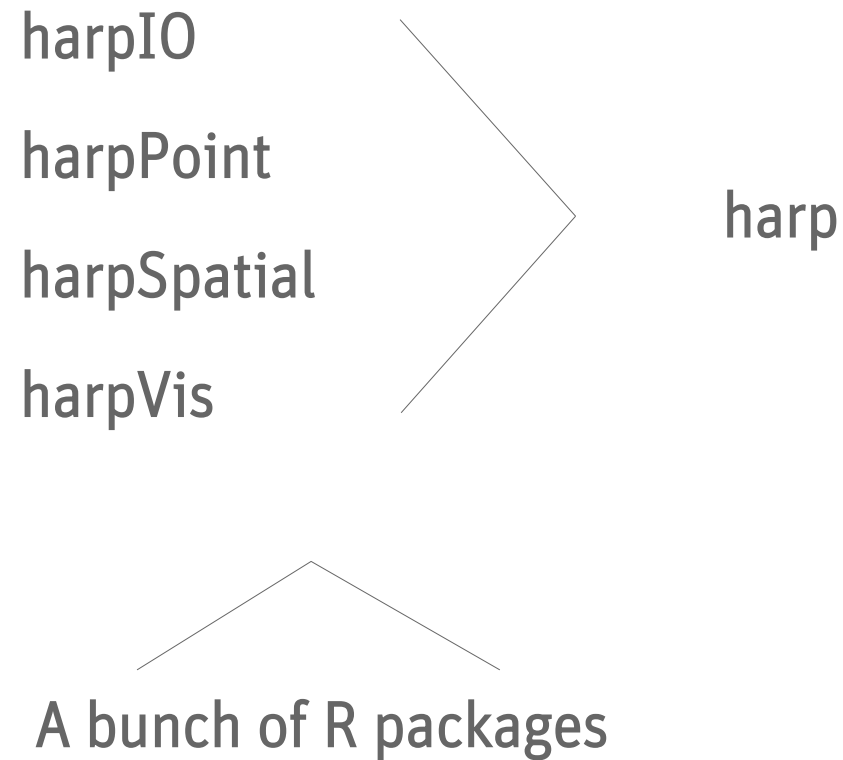 harpIO
harpPoint
harpSpatial
harpVis
harp
A bunch of R packages